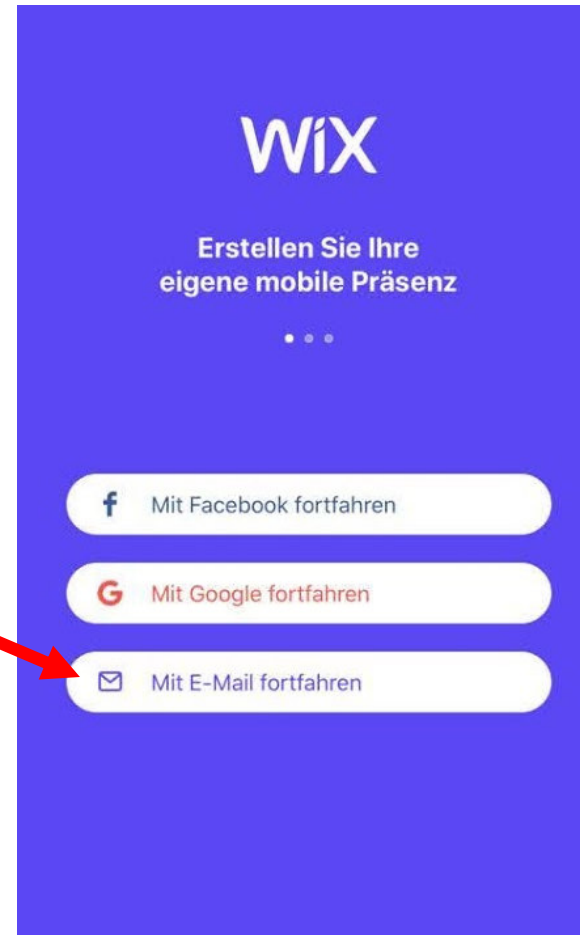 WiX
Erstellen Sie Ihre
eigene mobile Präsenz
Mit Facebook fortfahren
Mit Google fortfahren
Mit E-Mail fortfahren